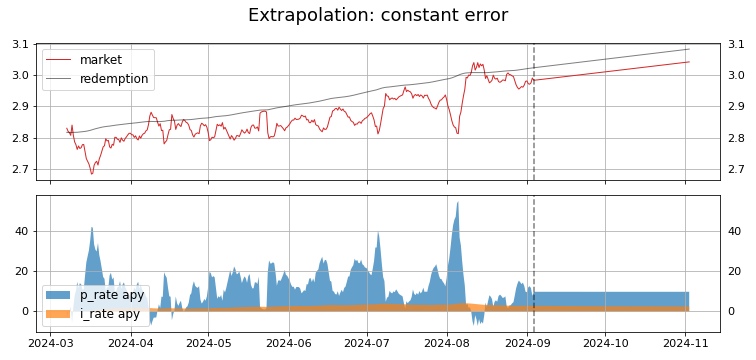 Extrapolation: constant error
3.1 3.1
market
redemption
3.0 3.0
2.9 2.9
2.8 2.8
2.7 2.7
40 40
20 20
p_rate apy
i_rate apy
0 0
2024-03 2024-04 2024-05 2024-06 2024-07 2024-08 2024-09 2024-10 2024-11